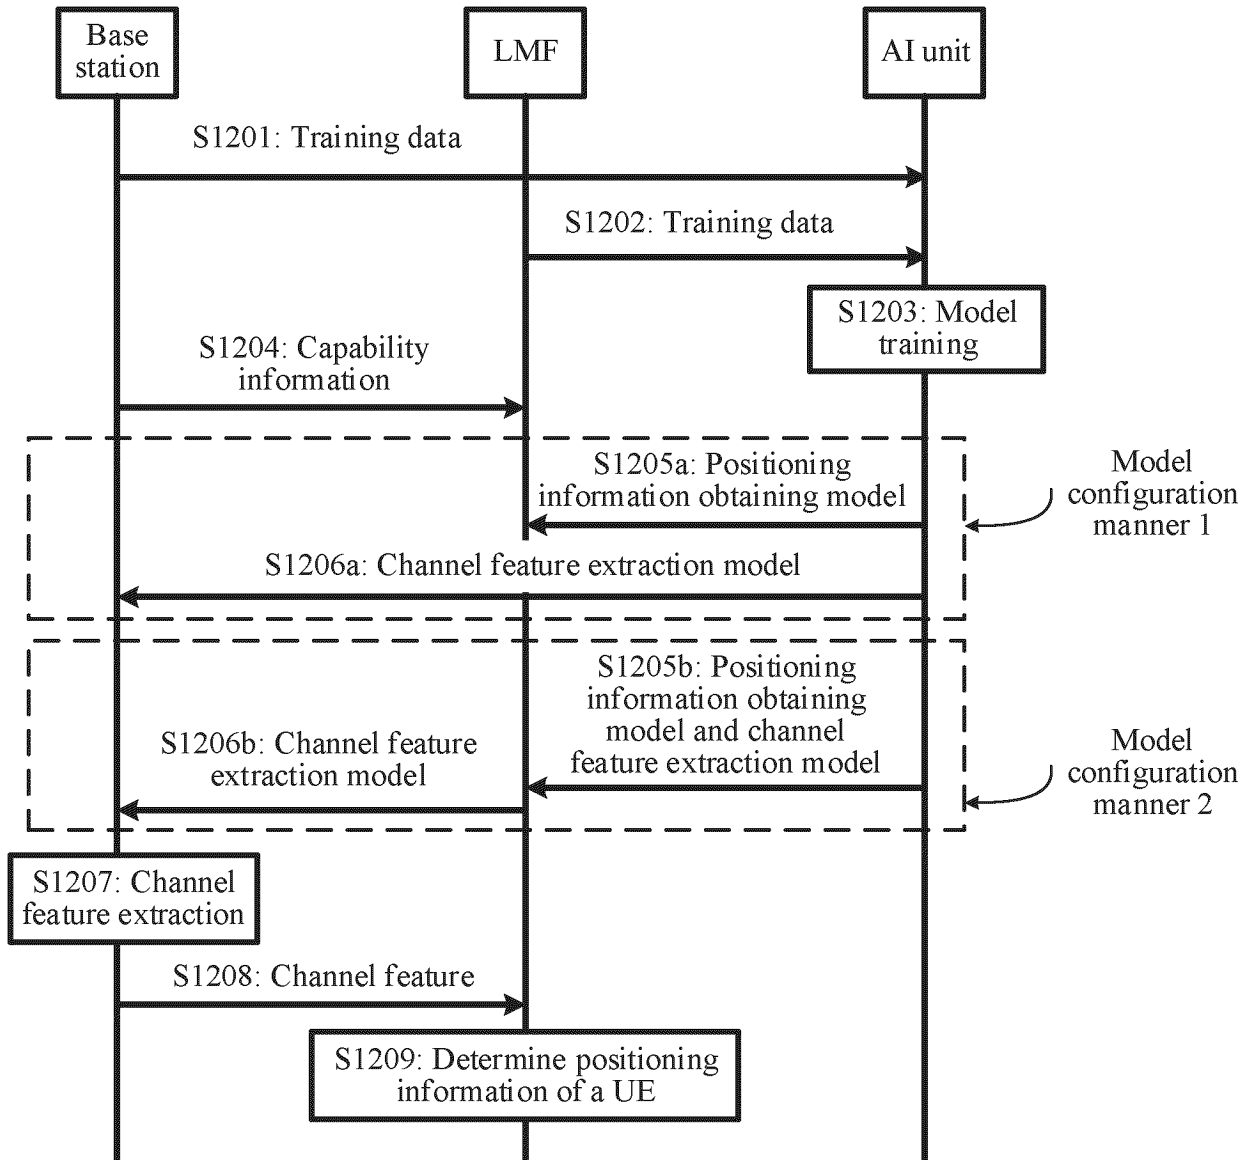 Base
station
LMF
AI unit
S1201: Training data
S1202: Training data
S1203: Model
training
S1204: Capability
information
S1205a: Positioning
information obtaining model
Model
configuration
manner 1
S1206a: Channel feature extraction model
S1205b: Positioning
information obtaining
model and channel
feature extraction model
S1206b: Channel feature
extraction model
Model
configuration
manner 2
S1207: Channel
feature extraction
S1208: Channel feature
S1209: Determine positioning
information of a UE